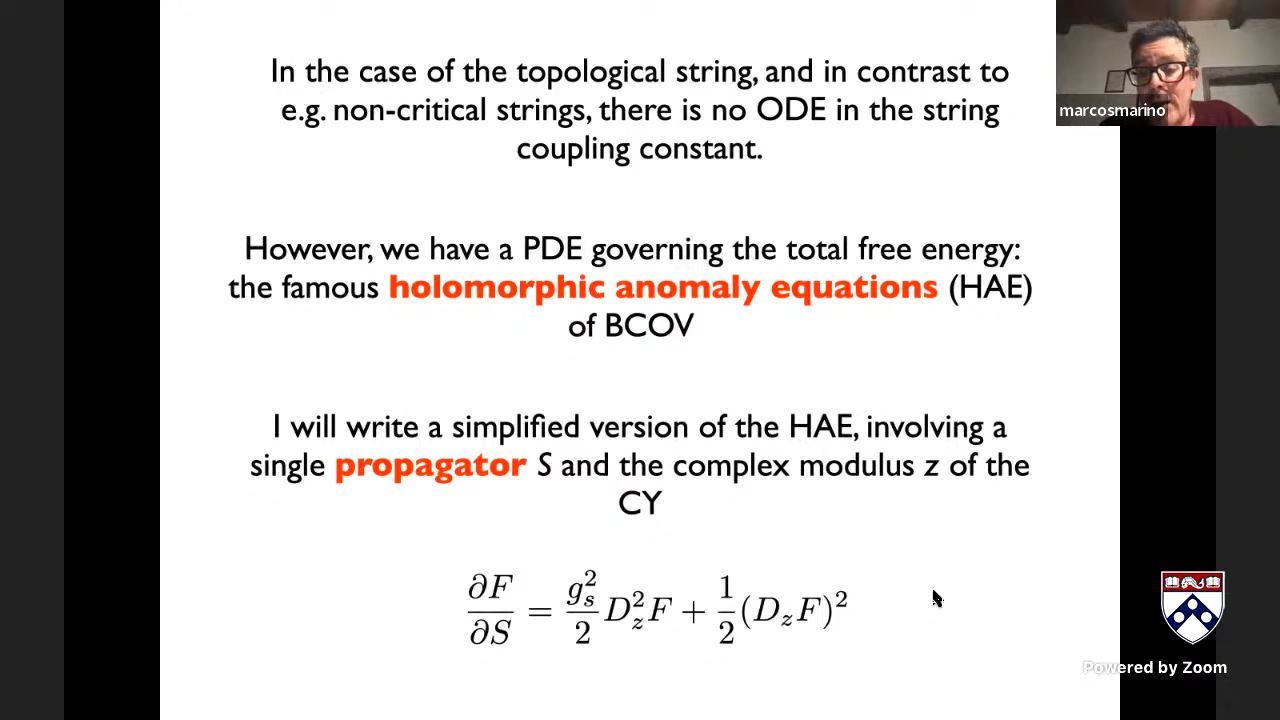 In the case of the topological string, and in contrast to
e.g. non-critical strings, there is no ODE in the string
coupling constant.
However, we have a PDE governing the total free energy:
the famous holomorphic anomaly equations (HAE)
of BCOV
I will write a simplified version of the HAE, involving a
single propagator S and the complex modulus z of the
CY
∂F/∂S = g_s^2/2 D_z^2 F + 1/2 (D_z F)^2
marcosmarino
Powered by Zoom